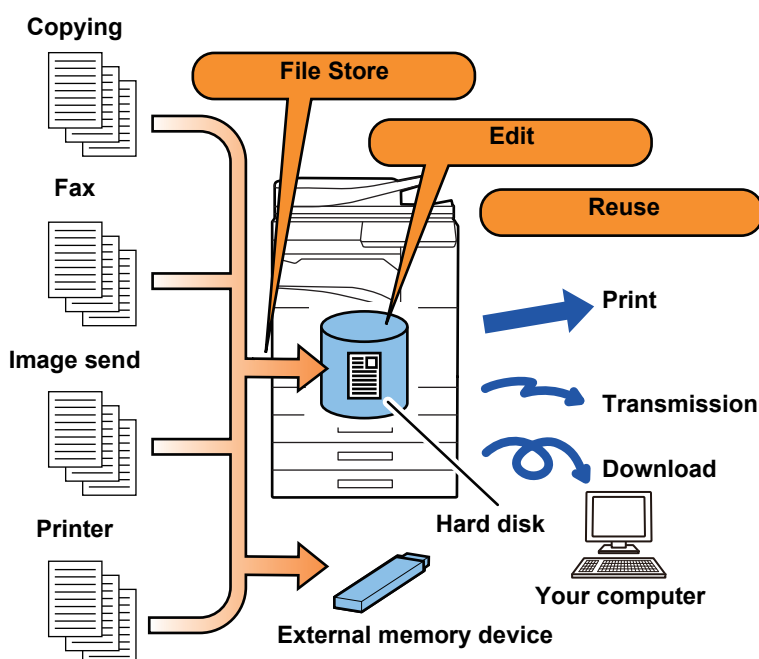 Copying
File Store
Edit
Fax
Reuse
Print
Image send
Transmission
Download
Printer
Hard disk
Your computer
External memory device